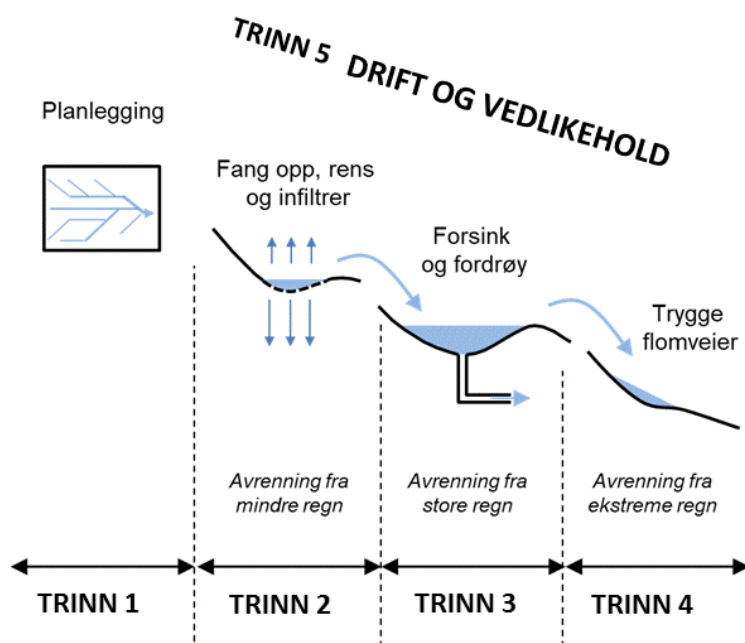 TRINN 5 DRIFT OG VEDLIKEHOLD
Planlegging
Fang opp, rens
og infiltrer
Forsink
og fordrøy
Trygge
flomveier
Avrenning fra
mindre regn
Avrenning fra
store regn
Avrenning fra
ekstreme regn
TRINN 1
TRINN 2
TRINN 3
TRINN 4